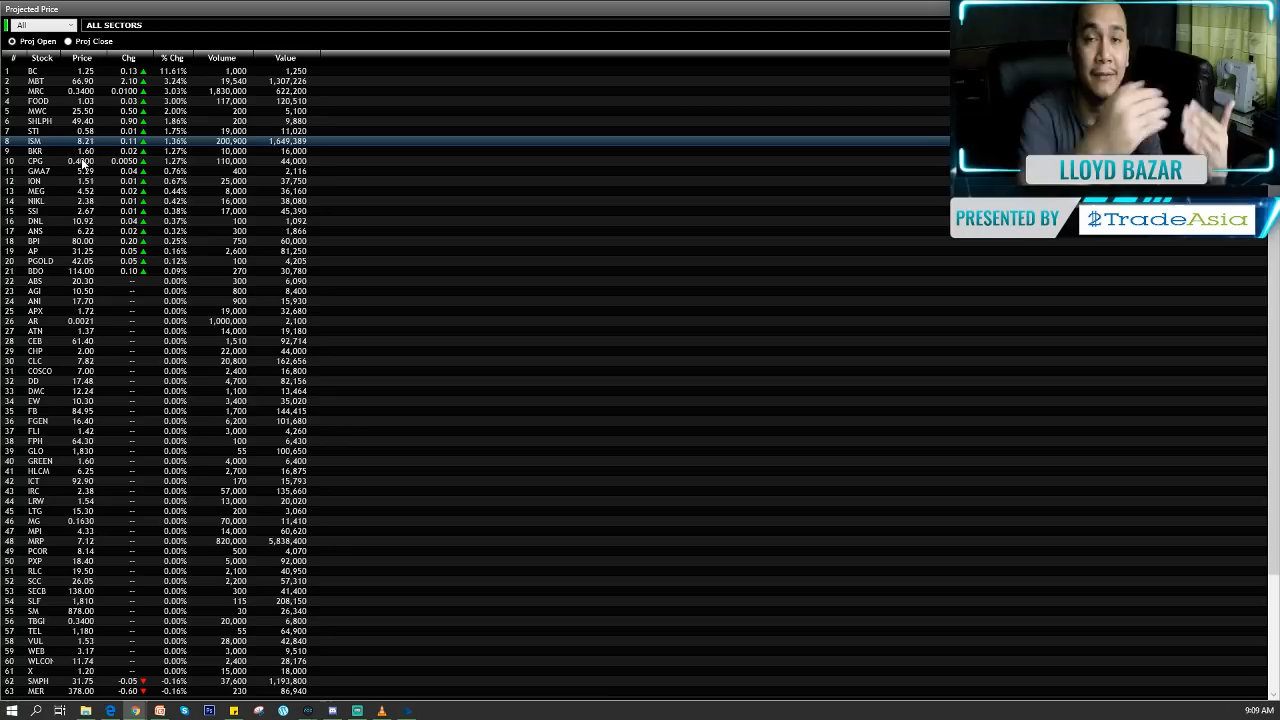 Projected Price
All ALL SECTORS
Proj Open Proj Close
# Stock Price Chg % Chg Volume Value
1 BC 1.25 0.13 11.61% 1,000 1,250
2 MBT 66.90 2.10 3.24% 19,540 1,307,226
3 MRC 0.3400 0.0100 3.03% 1,830,000 622,200
4 FOOD 1.03 0.03 3.00% 117,000 120,510
5 MWC 25.50 0.50 2.00% 200 5,100
6 SHLPH 49.40 0.90 1.86% 200 9,880
7 STI 0.58 0.01 1.75% 19,000 11,020
8 ISM 8.21 0.11 1.36% 200,900 1,649,389
9 BKR 1.60 0.02 1.27% 10,000 16,000
10 CPG 0.4000 0.0050 1.27% 110,000 44,000
11 GMA7 5.29 0.04 0.76% 400 2,116
12 ION 1.51 0.01 0.67% 25,000 37,750
13 MEG 4.52 0.02 0.44% 8,000 36,160
14 NIKL 2.38 0.01 0.42% 16,000 38,080
15 SSI 2.67 0.01 0.38% 17,000 45,390
16 DNL 10.92 0.04 0.37% 100 1,092
17 ANS 6.22 0.02 0.32% 300 1,866
18 BPI 80.00 0.20 0.25% 750 60,000
19 AP 31.25 0.05 0.16% 2,600 81,250
20 PGOLD 42.05 0.05 0.12% 100 4,205
21 BDO 114.00 0.10 0.09% 270 30,780
22 ABS 20.30 -- 0.00% 300 6,090
23 AGI 10.50 -- 0.00% 800 8,400
24 ANI 17.70 -- 0.00% 900 15,930
25 APX 1.72 -- 0.00% 19,000 32,680
26 AR 0.0021 -- 0.00% 1,000,000 2,100
27 ATN 1.37 -- 0.00% 14,000 19,180
28 CEB 61.40 -- 0.00% 1,510 92,714
29 CHP 2.00 -- 0.00% 22,000 44,000
30 CLC 7.82 -- 0.00% 20,800 162,656
31 COSCO 7.00 -- 0.00% 2,400 16,800
32 DD 17.48 -- 0.00% 4,700 82,156
33 DMC 12.24 -- 0.00% 1,100 13,464
34 EW 10.30 -- 0.00% 3,400 35,020
35 FB 84.95 -- 0.00% 1,700 144,415
36 FGEN 16.40 -- 0.00% 6,200 101,680
37 FLI 1.42 -- 0.00% 3,000 4,260
38 FPH 64.30 -- 0.00% 100 6,430
39 GLO 1,830 -- 0.00% 55 100,650
40 GREEN 1.60 -- 0.00% 4,000 6,400
41 HLCM 6.25 -- 0.00% 2,700 16,875
42 ICT 92.90 -- 0.00% 170 15,793
43 IRC 2.38 -- 0.00% 57,000 135,660
44 LRW 1.54 -- 0.00% 13,000 20,020
45 LTG 15.30 -- 0.00% 200 3,060
46 MG 0.1630 -- 0.00% 70,000 11,410
47 MPI 4.33 -- 0.00% 14,000 60,620
48 MRP 7.12 -- 0.00% 820,000 5,838,400
49 PCOR 8.14 -- 0.00% 500 4,070
50 PXP 18.40 -- 0.00% 5,000 92,000
51 RLC 19.50 -- 0.00% 2,100 40,950
52 SCC 26.05 -- 0.00% 2,200 57,310
53 SECB 138.00 -- 0.00% 300 41,400
54 SLF 1,810 -- 0.00% 115 208,150
55 SM 878.00 -- 0.00% 30 26,340
56 TBGI 0.3400 -- 0.00% 20,000 6,800
57 TEL 1,180 -- 0.00% 55 64,900
58 VUL 1.53 -- 0.00% 28,000 42,840
59 WEB 3.17 -- 0.00% 3,000 9,510
60 WLCON 11.74 -- 0.00% 2,400 28,176
61 X 1.20 -- 0.00% 15,000 18,000
62 SMPH 31.75 -0.05 -0.16% 37,600 1,193,800
63 MER 378.00 -0.60 -0.16% 230 86,940
LLOYD BAZAR
PRESENTED BY TradeAsia
9:09 AM